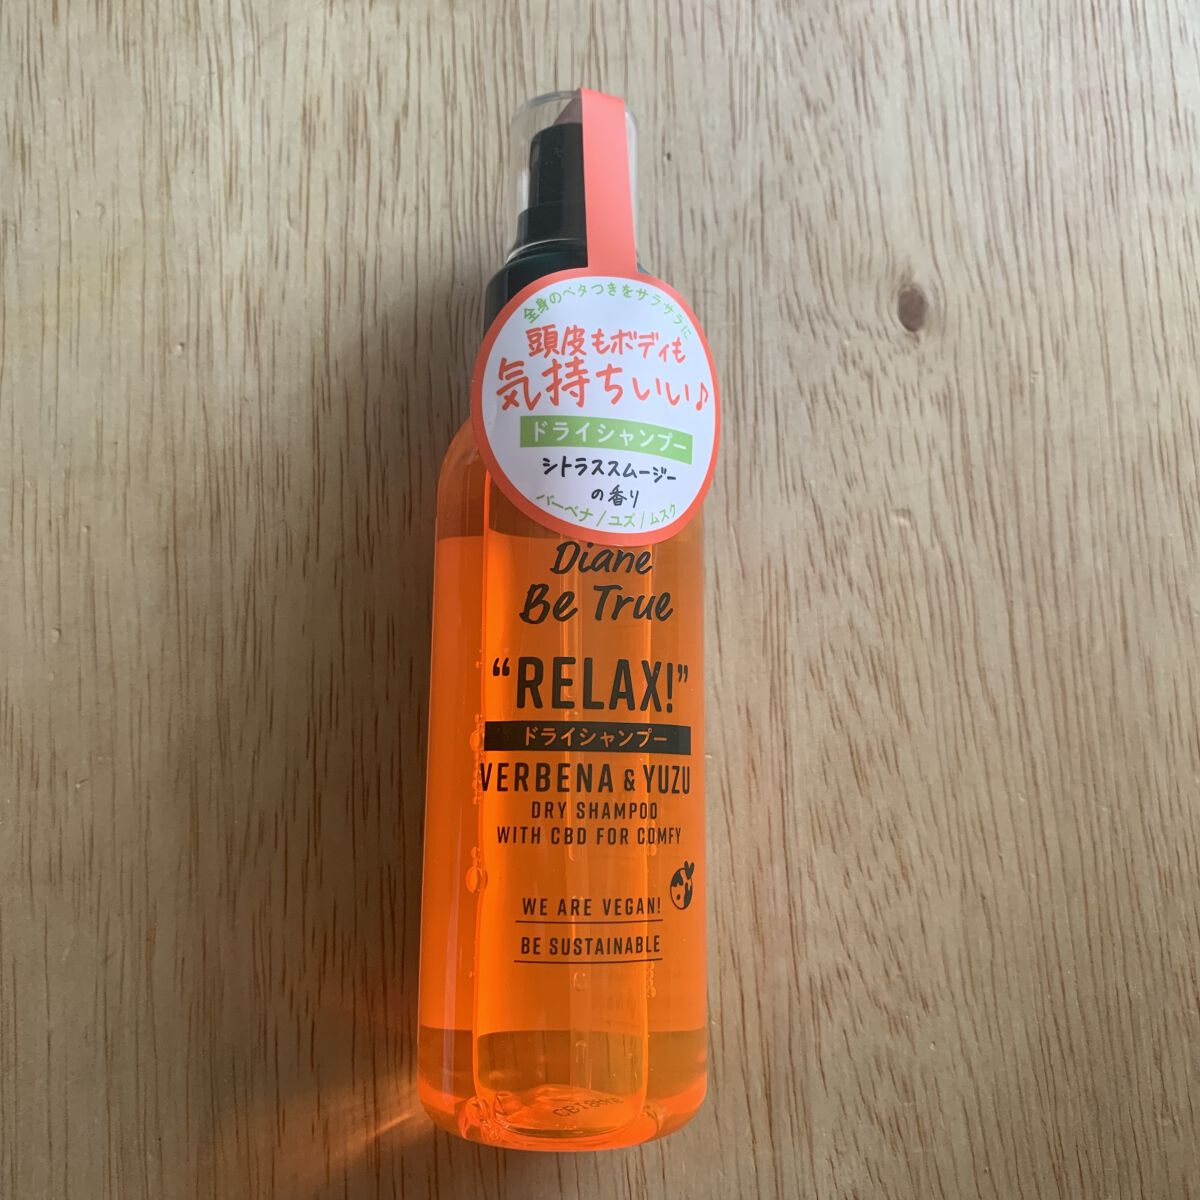 全身のベタつきをサラサラに
頭皮もボディも
気持ちいい♪
ドライシャンプー
シトラススムージー
の香り
バーベナ/ユズ/ムスク
Diane
Be True
“RELAX!”
ドライシャンプー
VERBENA & YUZU
DRY SHAMPOO
WITH CBD FOR COMFY
WE ARE VEGAN!
BE SUSTAINABLE